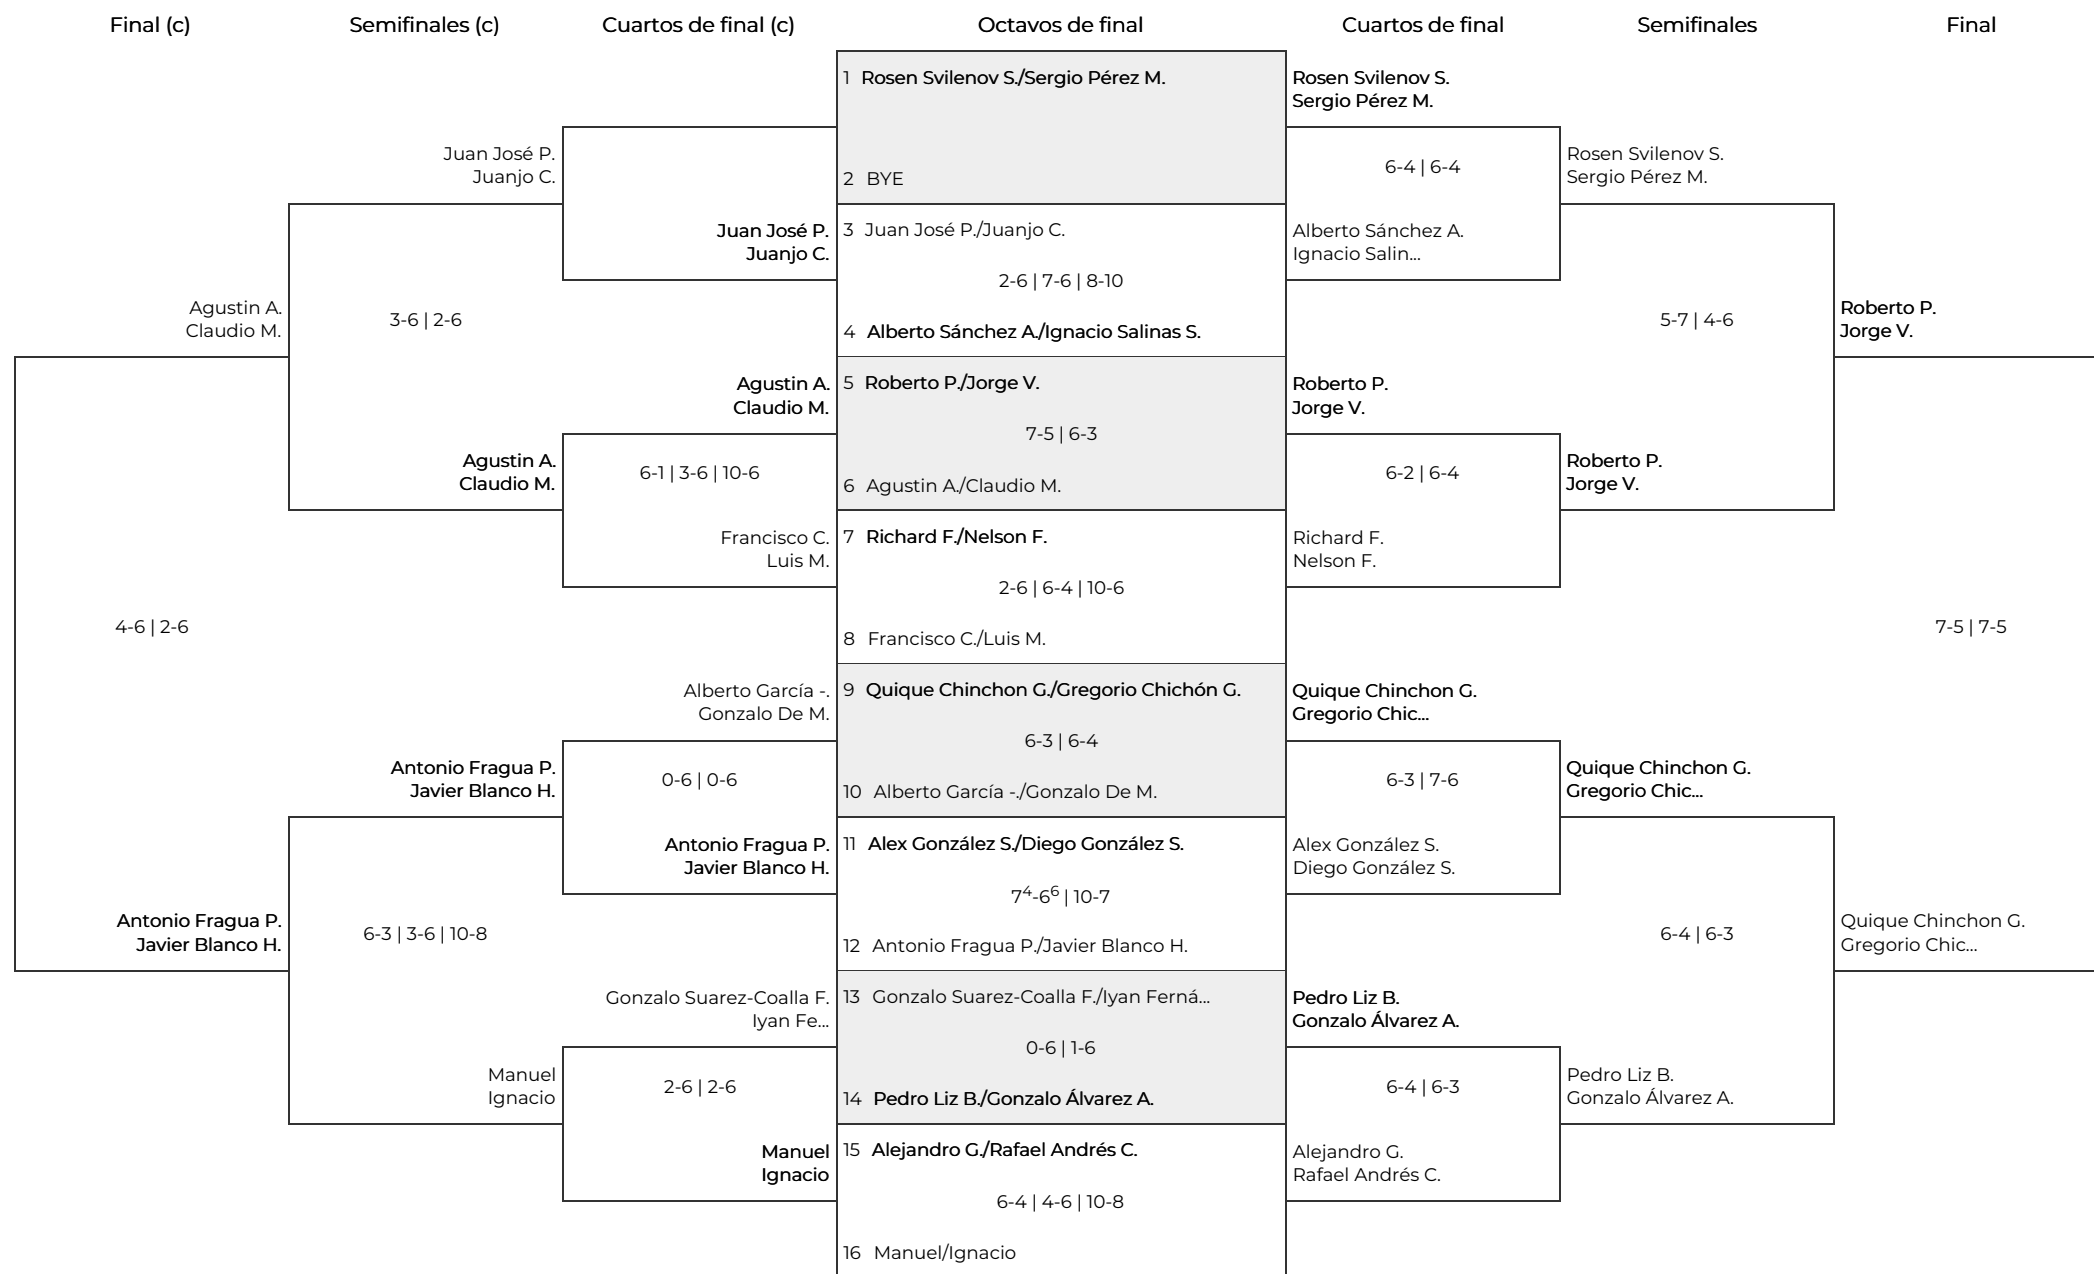 Final (c)
Semifinales (c)
Cuartos de final (c)
Octavos de final
Cuartos de final
Semifinales
Final
Agustin A.
Claudio M.
4-6 | 2-6
Antonio Fragua P.
Javier Blanco H.
Juan José P.
Juanjo C.
3-6 | 2-6
Agustin A.
Claudio M.
Antonio Fragua P.
Javier Blanco H.
6-3 | 3-6 | 10-8
Manuel
Ignacio
Juan José P.
Juanjo C.
Agustin A.
Claudio M.
6-1 | 3-6 | 10-6
Francisco C.
Luis M.
Alberto García -.
Gonzalo De M.
0-6 | 0-6
Antonio Fragua P.
Javier Blanco H.
Gonzalo Suarez-Coalla F.
Iyan Fe...
2-6 | 2-6
Manuel
Ignacio
1 Rosen Svilenov S./Sergio Pérez M.
2 BYE
3 Juan José P./Juanjo C.
2-6 | 7-6 | 8-10
4 Alberto Sánchez A./Ignacio Salinas S.
5 Roberto P./Jorge V.
7-5 | 6-3
6 Agustin A./Claudio M.
7 Richard F./Nelson F.
2-6 | 6-4 | 10-6
8 Francisco C./Luis M.
9 Quique Chinchon G./Gregorio Chichón G.
6-3 | 6-4
10 Alberto García -./Gonzalo De M.
11 Alex González S./Diego González S.
7⁴-6⁶ | 10-7
12 Antonio Fragua P./Javier Blanco H.
13 Gonzalo Suarez-Coalla F./Iyan Ferná...
0-6 | 1-6
14 Pedro Liz B./Gonzalo Álvarez A.
15 Alejandro G./Rafael Andrés C.
6-4 | 4-6 | 10-8
16 Manuel/Ignacio
Rosen Svilenov S.
Sergio Pérez M.
6-4 | 6-4
Alberto Sánchez A.
Ignacio Salin...
Roberto P.
Jorge V.
6-2 | 6-4
Richard F.
Nelson F.
Quique Chinchon G.
Gregorio Chic...
6-3 | 7-6
Alex González S.
Diego González S.
Pedro Liz B.
Gonzalo Álvarez A.
6-4 | 6-3
Alejandro G.
Rafael Andrés C.
Rosen Svilenov S.
Sergio Pérez M.
5-7 | 4-6
Roberto P.
Jorge V.
Quique Chinchon G.
Gregorio Chic...
6-4 | 6-3
Pedro Liz B.
Gonzalo Álvarez A.
Roberto P.
Jorge V.
7-5 | 7-5
Quique Chinchon G.
Gregorio Chic...